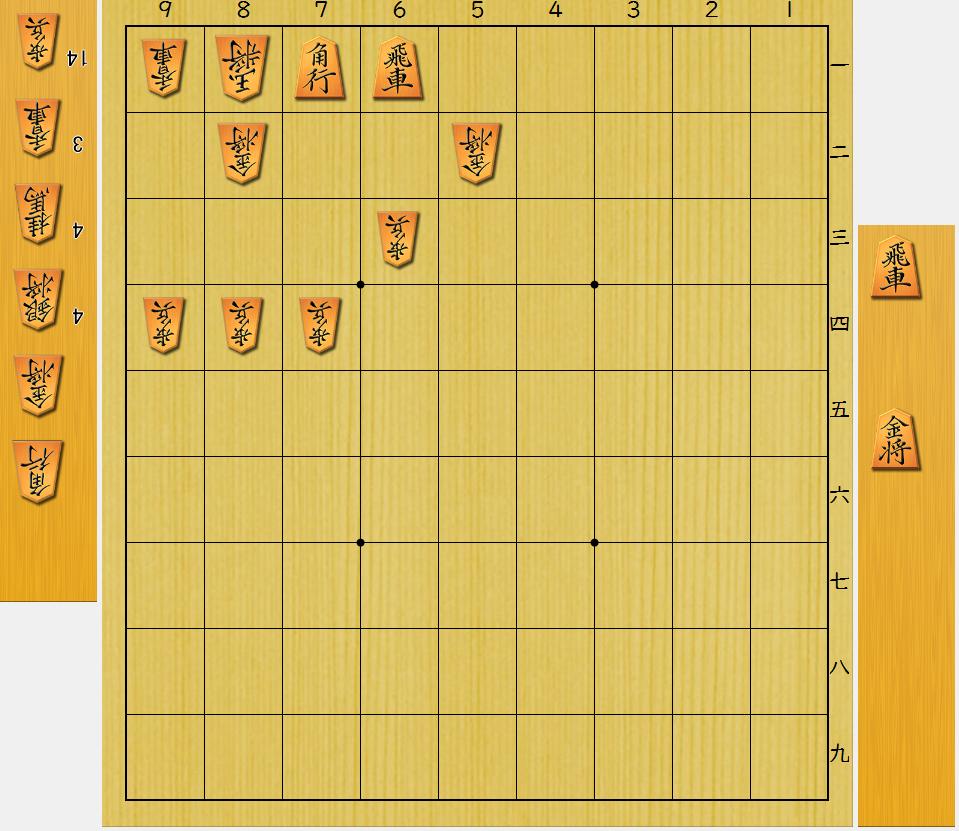 9 8 7 6 5 4 3 2 1
歩兵 14
香車 3
桂馬 4
銀将 4
金将
角行
香車 玉将 角行 飛車 一
金将 金将 二
歩兵 三
歩兵 歩兵 歩兵 四
五
六
七
八
九
飛車
金将